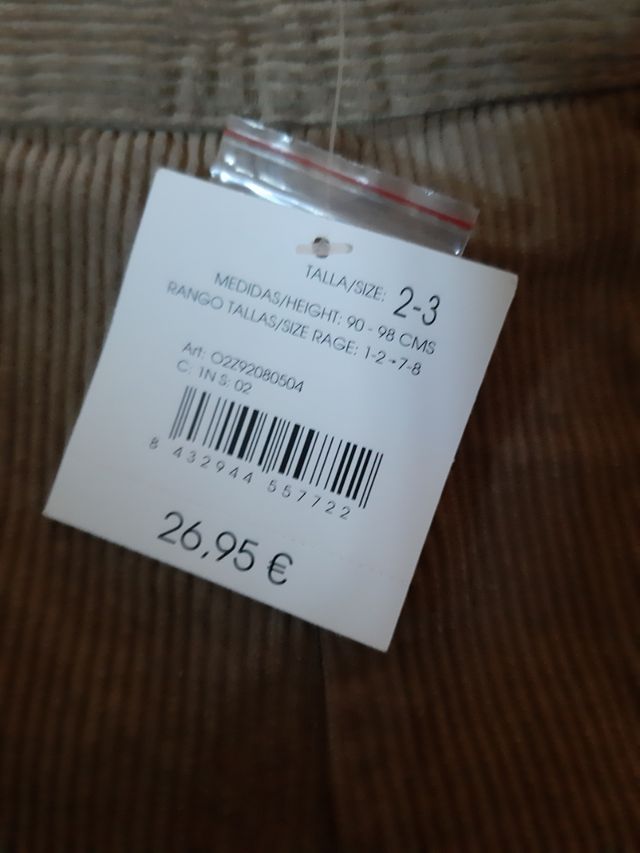 TALLA/SIZE: 2-3
MEDIDAS/HEIGHT: 90 - 98 CMS
RANGO TALLAS/SIZE RAGE: 1-2 → 7-8
Art: O2Z92080504
C: 1N S: 02
8 432944 557722
26,95 €